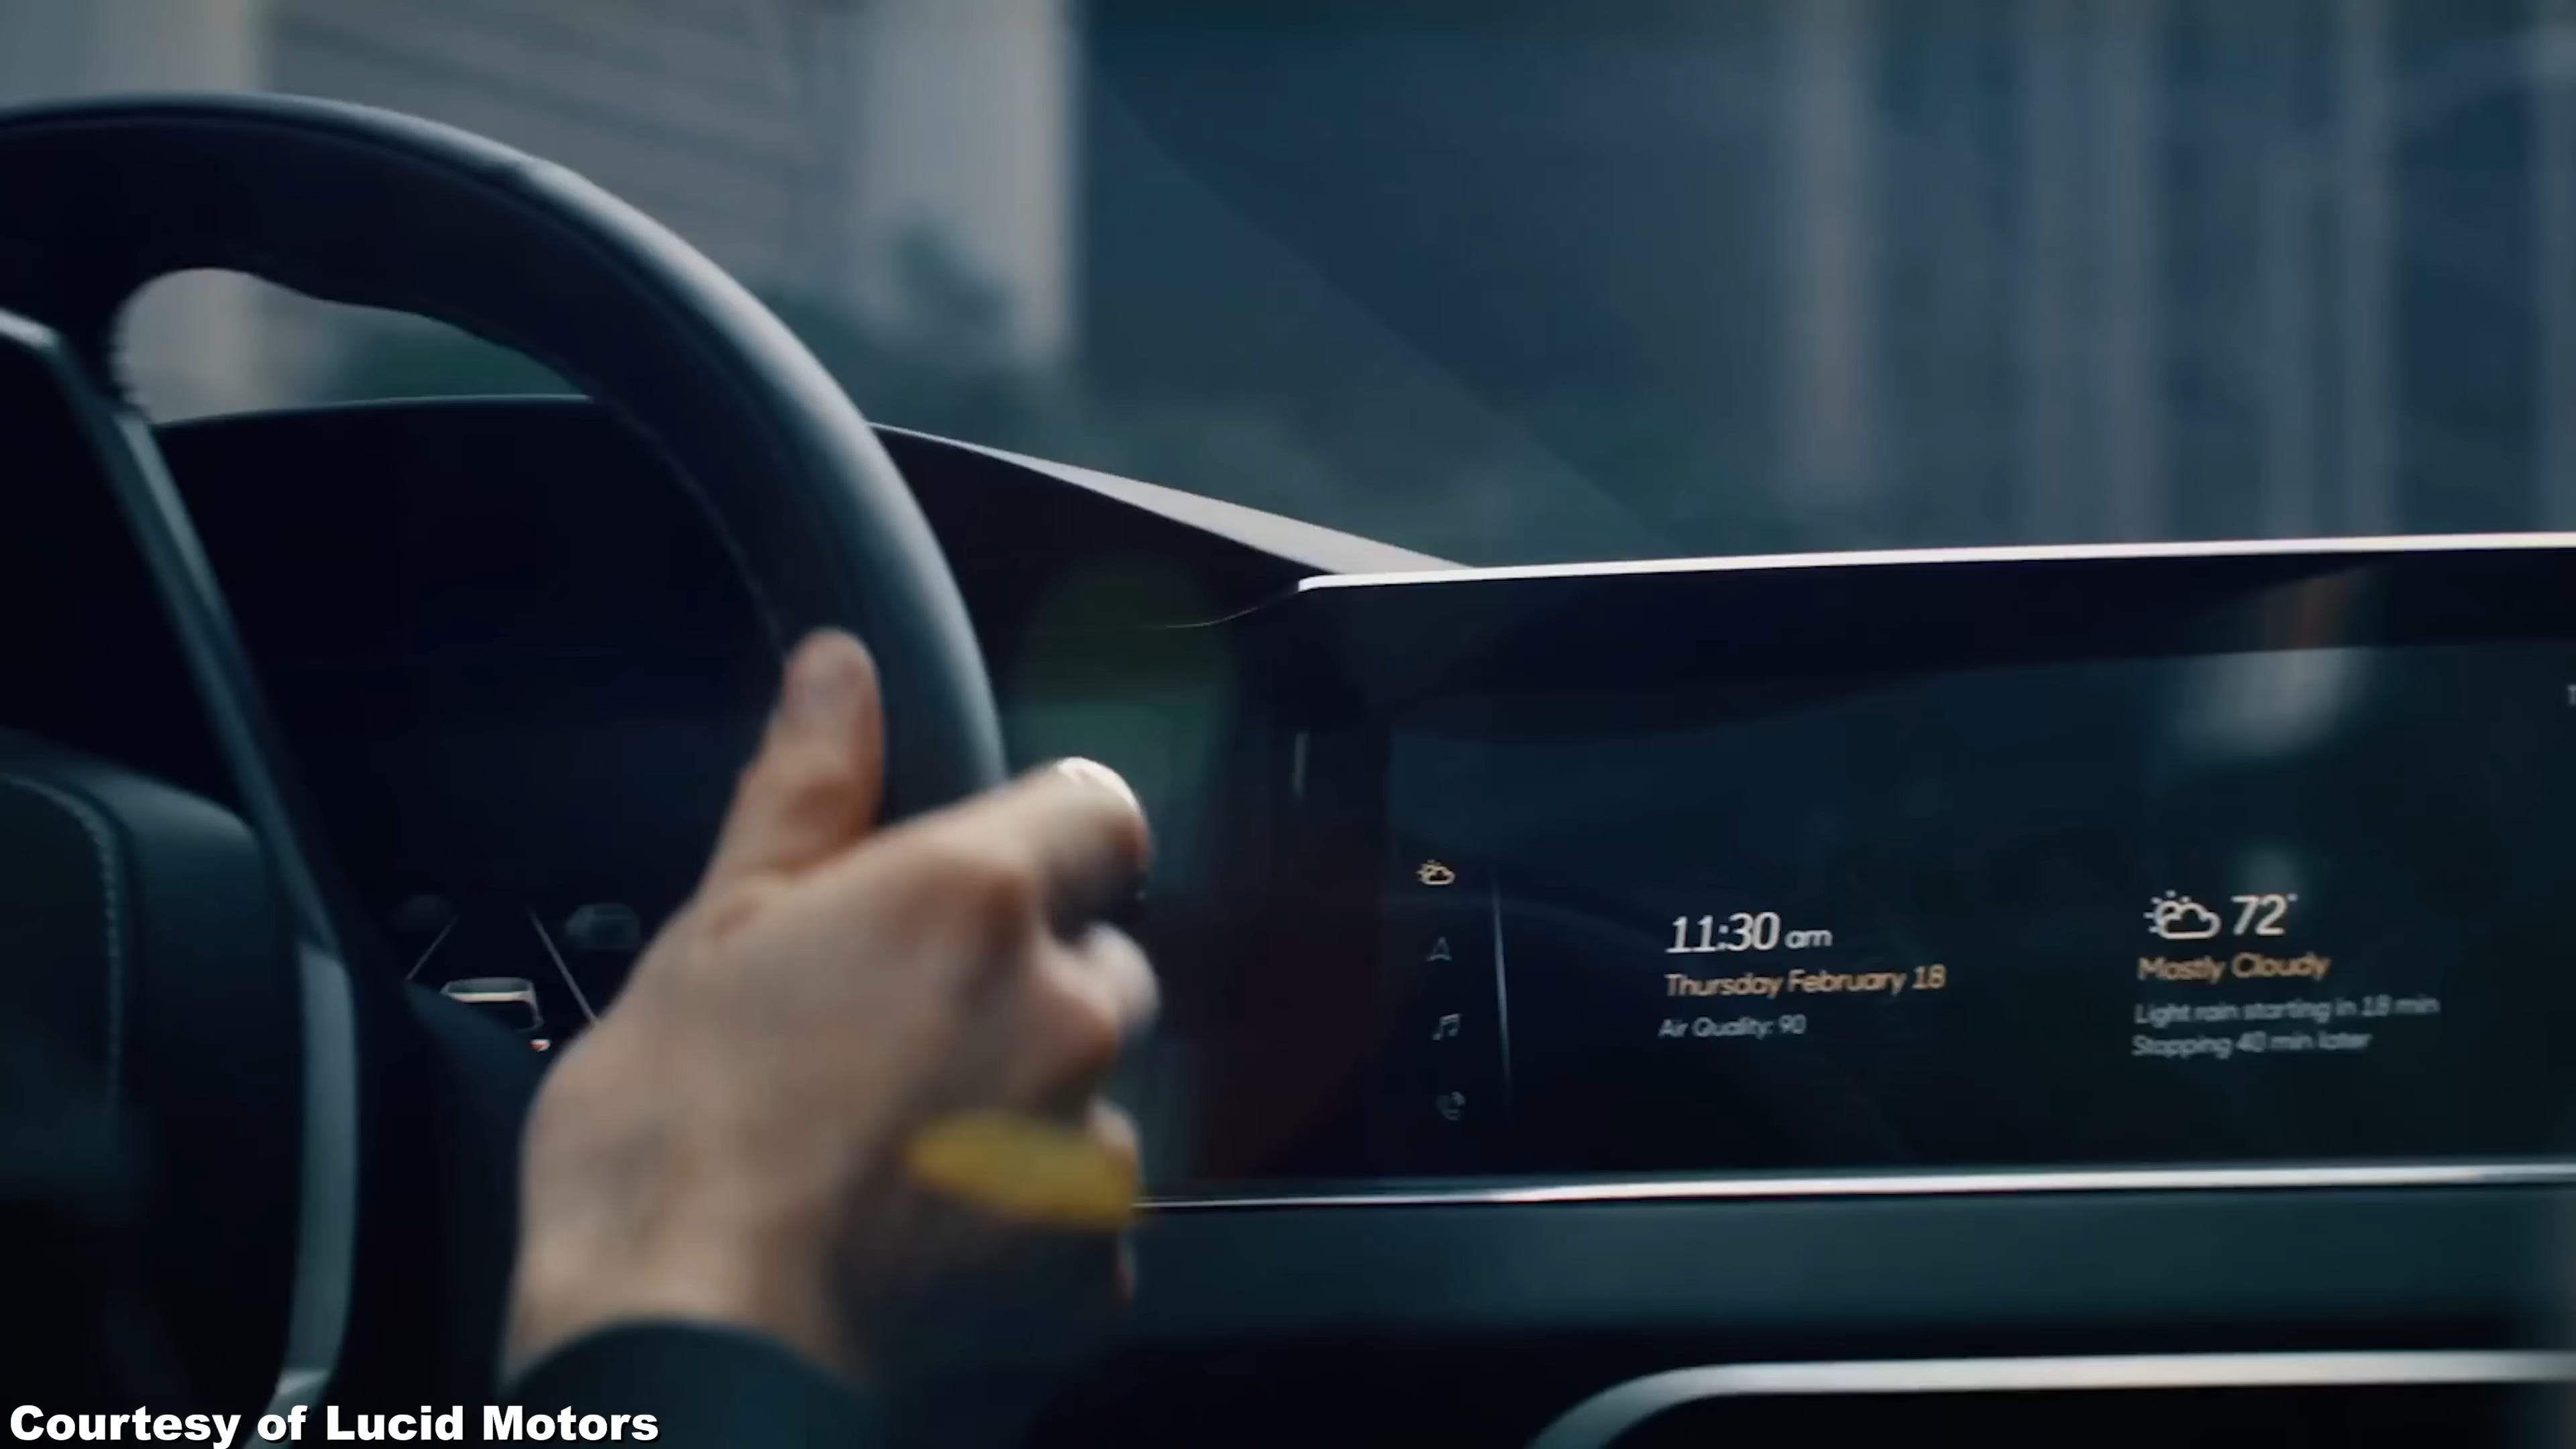 11:30 am
Thursday February 18
Air Quality: 90
72°
Mostly Cloudy
Light rain starting in 18 min
Stopping 40 min later
Courtesy of Lucid Motors